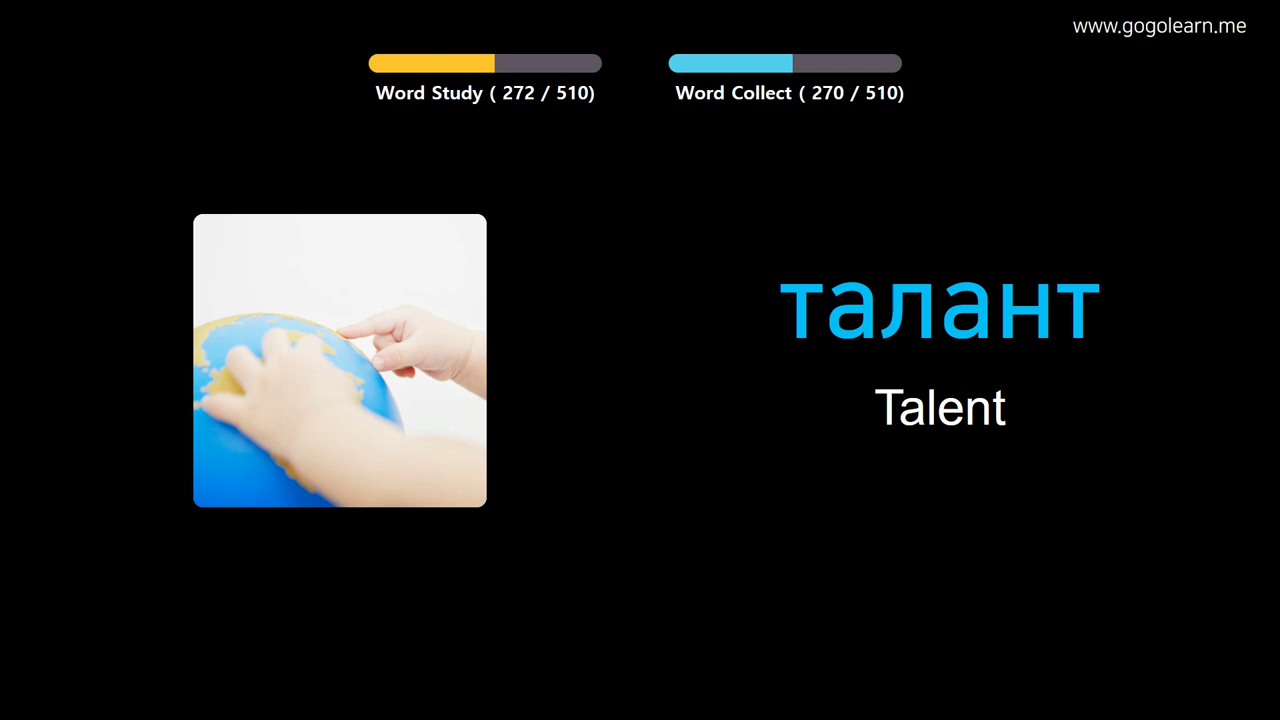 www.gogolearn.me
Word Study ( 272 / 510)
Word Collect ( 270 / 510)
талант
Talent